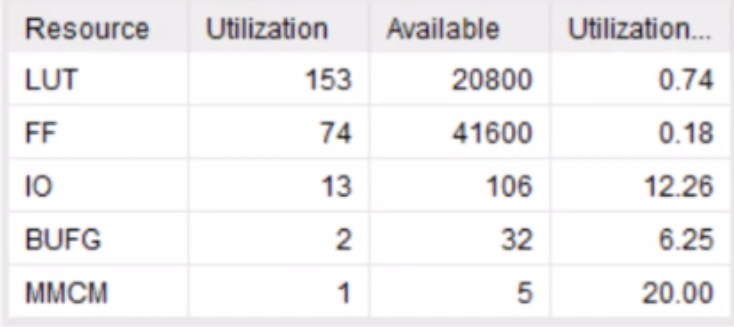 Resource Utilization Available Utilization...
LUT 153 20800 0.74
FF 74 41600 0.18
IO 13 106 12.26
BUFG 2 32 6.25
MMCM 1 5 20.00